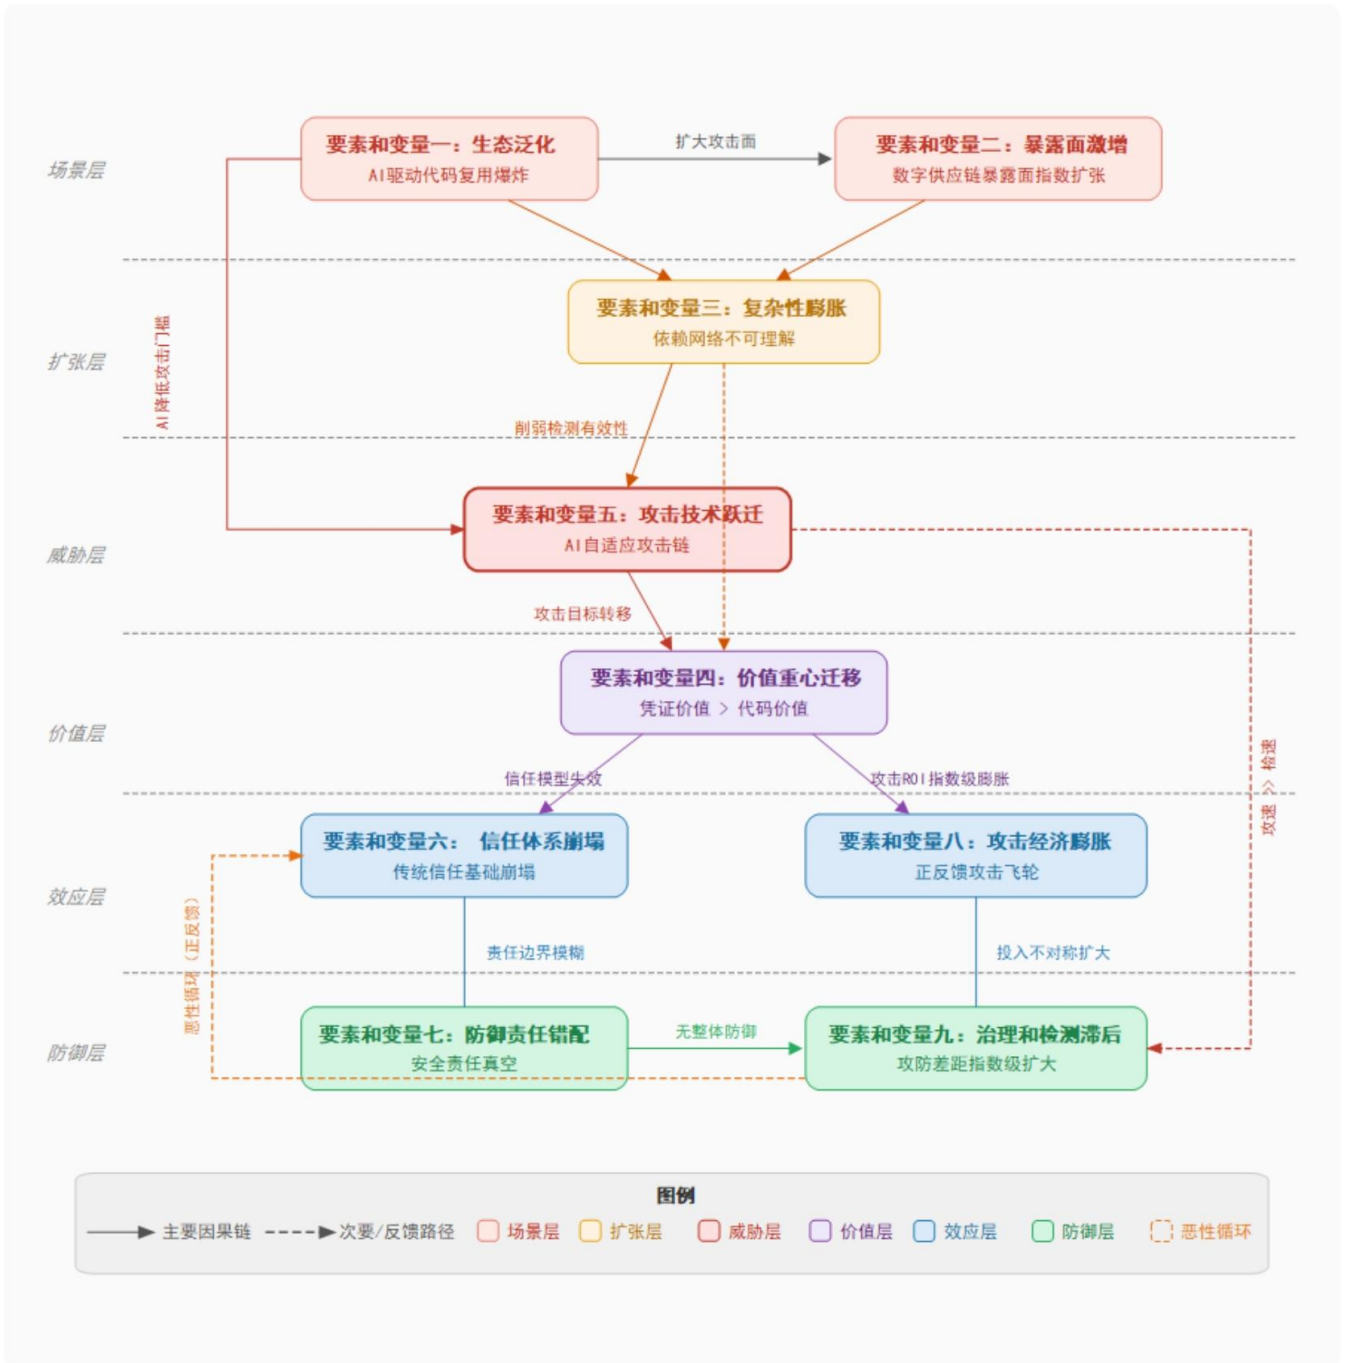 要素和变量一：生态泛化
AI驱动代码复用爆炸
扩大攻击面
要素和变量二：暴露面激增
数字供应链暴露面指数扩张
场景层
要素和变量三：复杂性膨胀
依赖网络不可理解
扩张层
AI降低攻击门槛
削弱检测有效性
要素和变量五：攻击技术跃迁
AI自适应攻击链
威胁层
攻击目标转移
要素和变量四：价值重心迁移
凭证价值 > 代码价值
价值层
攻速 >> 检速
信任模型失效
攻击ROI指数级膨胀
要素和变量六： 信任体系崩塌
传统信任基础崩塌
要素和变量八：攻击经济膨胀
正反馈攻击飞轮
效应层
恶性循环（正反馈）
责任边界模糊
投入不对称扩大
要素和变量七：防御责任错配
安全责任真空
无整体防御
要素和变量九：治理和检测滞后
攻防差距指数级扩大
防御层
图例
主要因果链 次要/反馈路径 场景层 扩张层 威胁层 价值层 效应层 防御层 恶性循环